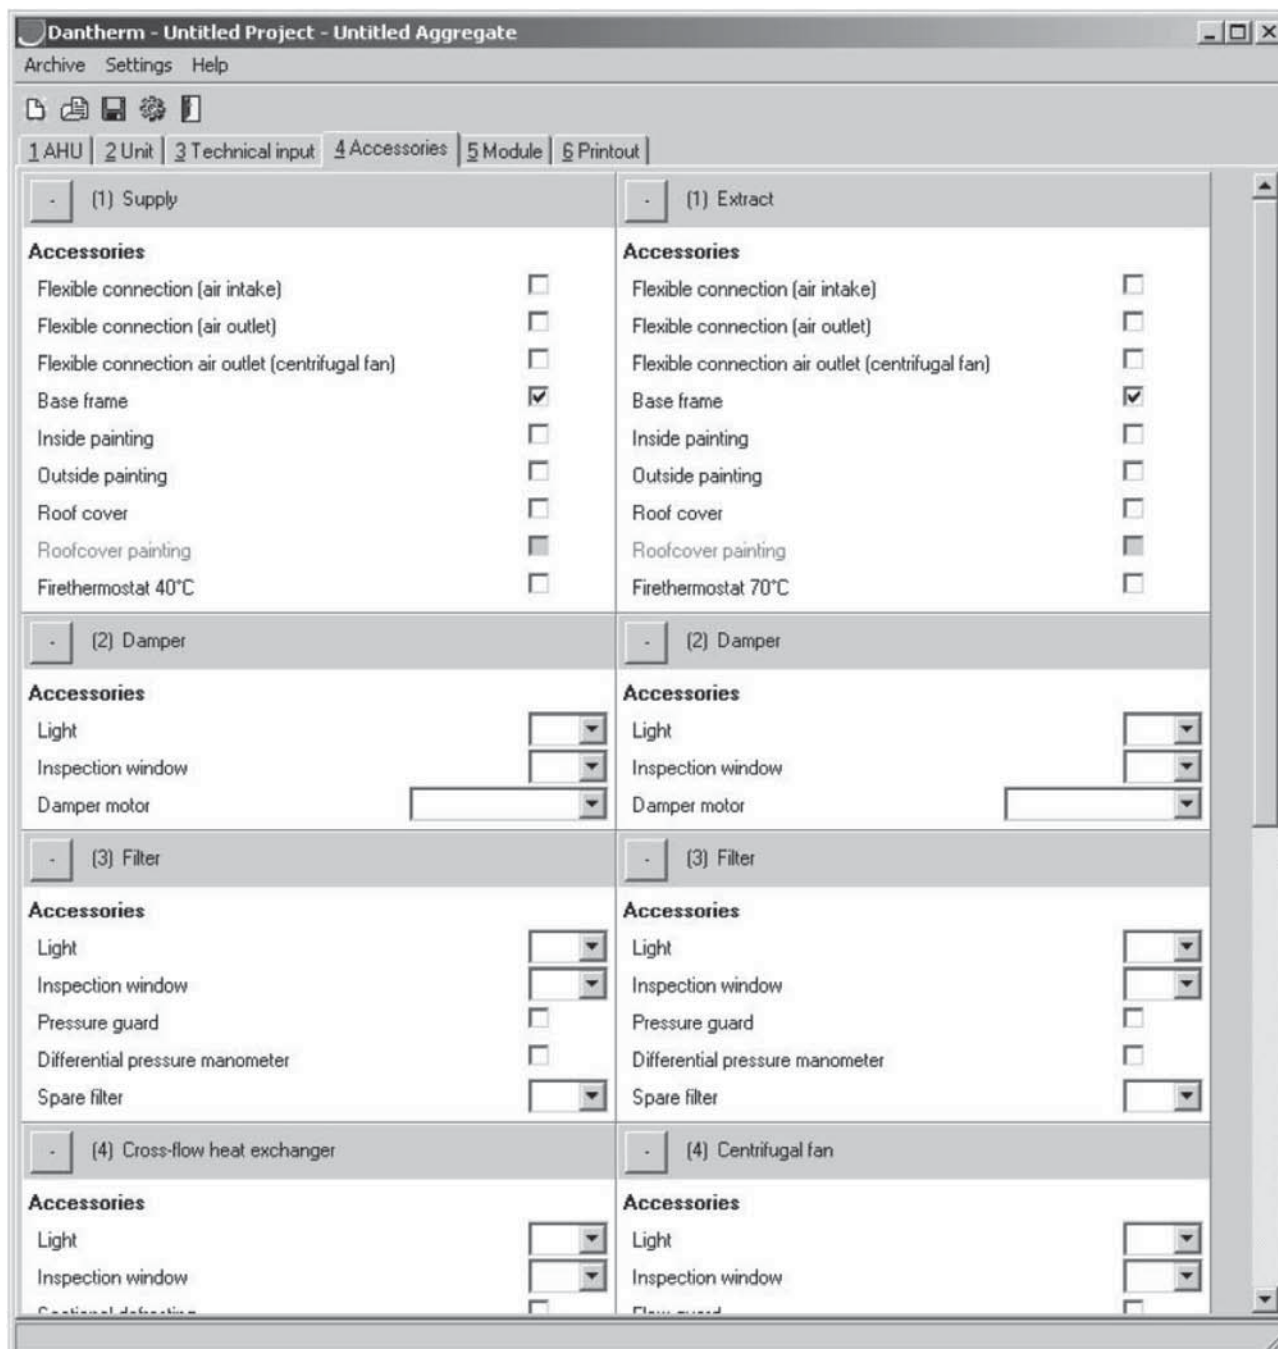 Dantherm - Untitled Project - Untitled Aggregate
Archive Settings Help
1 AHU 2 Unit 3 Technical input 4 Accessories 5 Module 6 Printout
- (1) Supply - (1) Extract
Accessories Accessories
Flexible connection (air intake) Flexible connection (air intake)
Flexible connection (air outlet) Flexible connection (air outlet)
Flexible connection air outlet (centrifugal fan) Flexible connection air outlet (centrifugal fan)
Base frame Base frame
Inside painting Inside painting
Outside painting Outside painting
Roof cover Roof cover
Roofcover painting Roofcover painting
Firethermostat 40°C Firethermostat 70°C
- (2) Damper - (2) Damper
Accessories Accessories
Light Light
Inspection window Inspection window
Damper motor Damper motor
- (3) Filter - (3) Filter
Accessories Accessories
Light Light
Inspection window Inspection window
Pressure guard Pressure guard
Differential pressure manometer Differential pressure manometer
Spare filter Spare filter
- (4) Cross-flow heat exchanger - (4) Centrifugal fan
Accessories Accessories
Light Light
Inspection window Inspection window
Sectional defrosting Flow guard